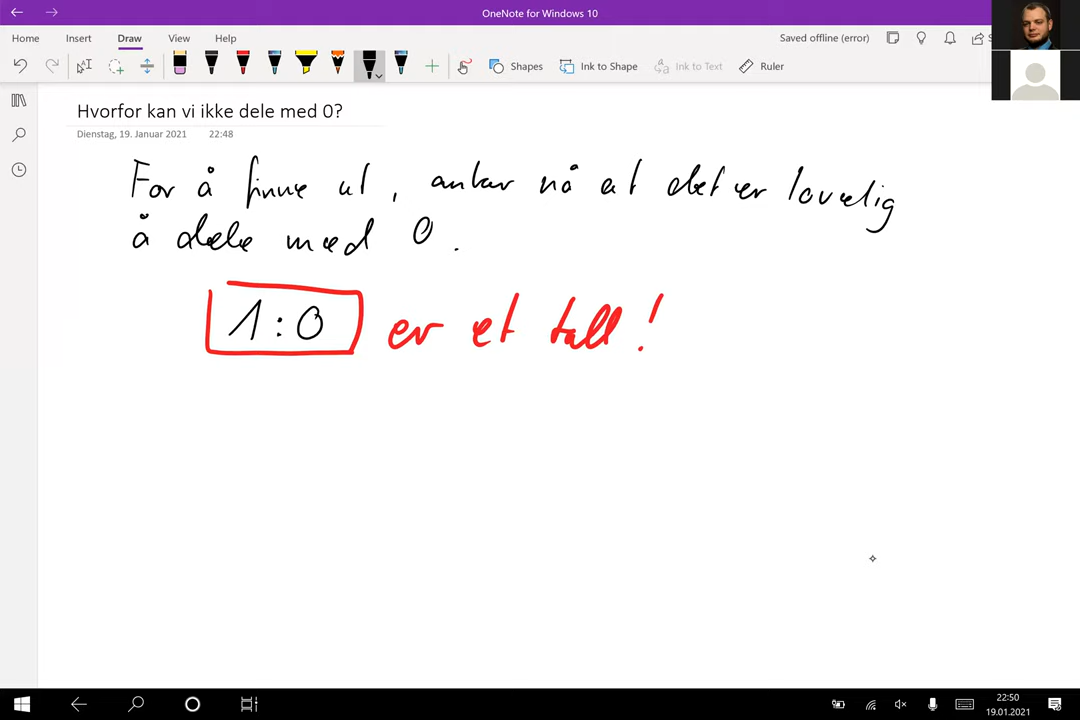 OneNote for Windows 10
Home Insert Draw View Help Saved offline (error)
Shapes Ink to Shape Ink to Text Ruler
Hvorfor kan vi ikke dele med 0?
Dienstag, 19. Januar 2021 22:48
For å finne ut, antar nå at det er lovelig
å dele med 0.
1:0 er et tall!
22:50
19.01.2021